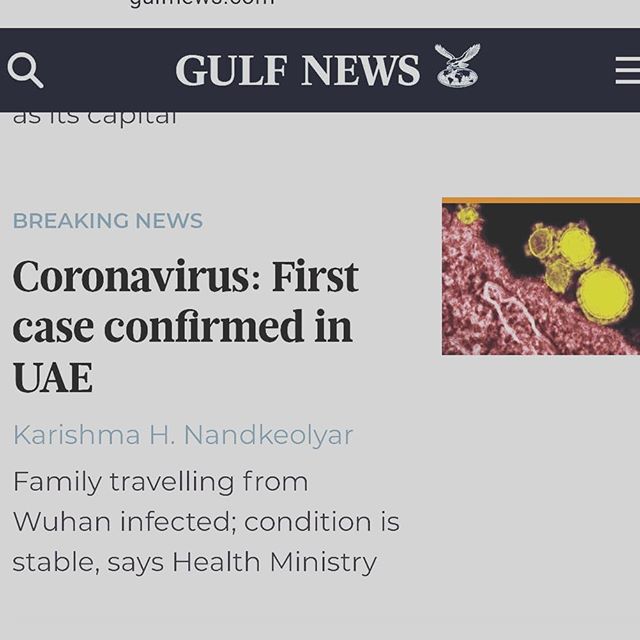 gulfnews.com
GULF NEWS
as its capital
BREAKING NEWS
Coronavirus: First
case confirmed in
UAE
Karishma H. Nandkeolyar
Family travelling from
Wuhan infected; condition is
stable, says Health Ministry